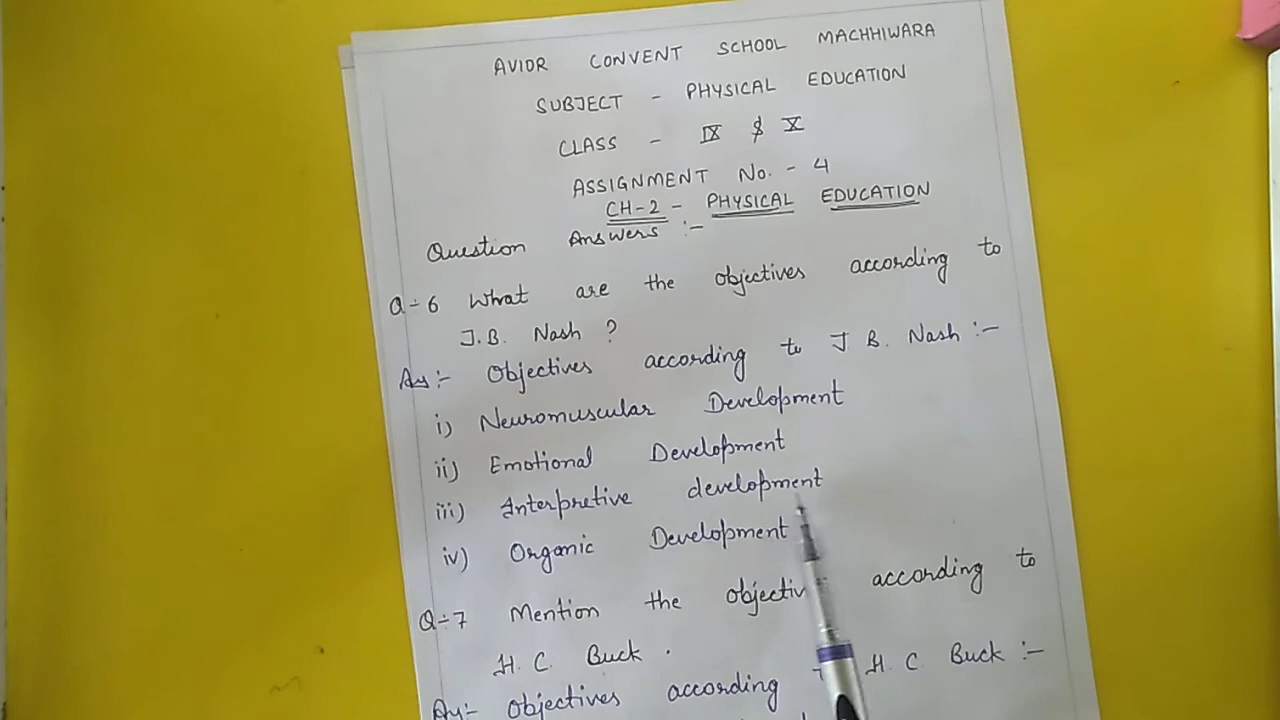 AVIOR CONVENT SCHOOL MACHHIWARA
SUBJECT - PHYSICAL EDUCATION
CLASS - IX & X
ASSIGNMENT No. - 4
CH-2 - PHYSICAL EDUCATION
Question Answers :-
Q÷6 What are the objectives according to
J.B. Nash ?
Ans:- Objectives according to J B. Nash :-
i) Neuromuscular Development
ii) Emotional Development
iii) Interpretive development
iv) Organic Development
Q÷7 Mention the according to
H. C. Buck .
Ans:- Objectives according H. C. Buck :-